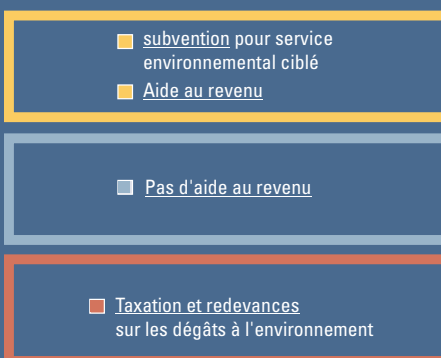 subvention pour service
environnemental ciblé
Aide au revenu
Pas d'aide au revenu
Taxation et redevances
sur les dégâts à l'environnement